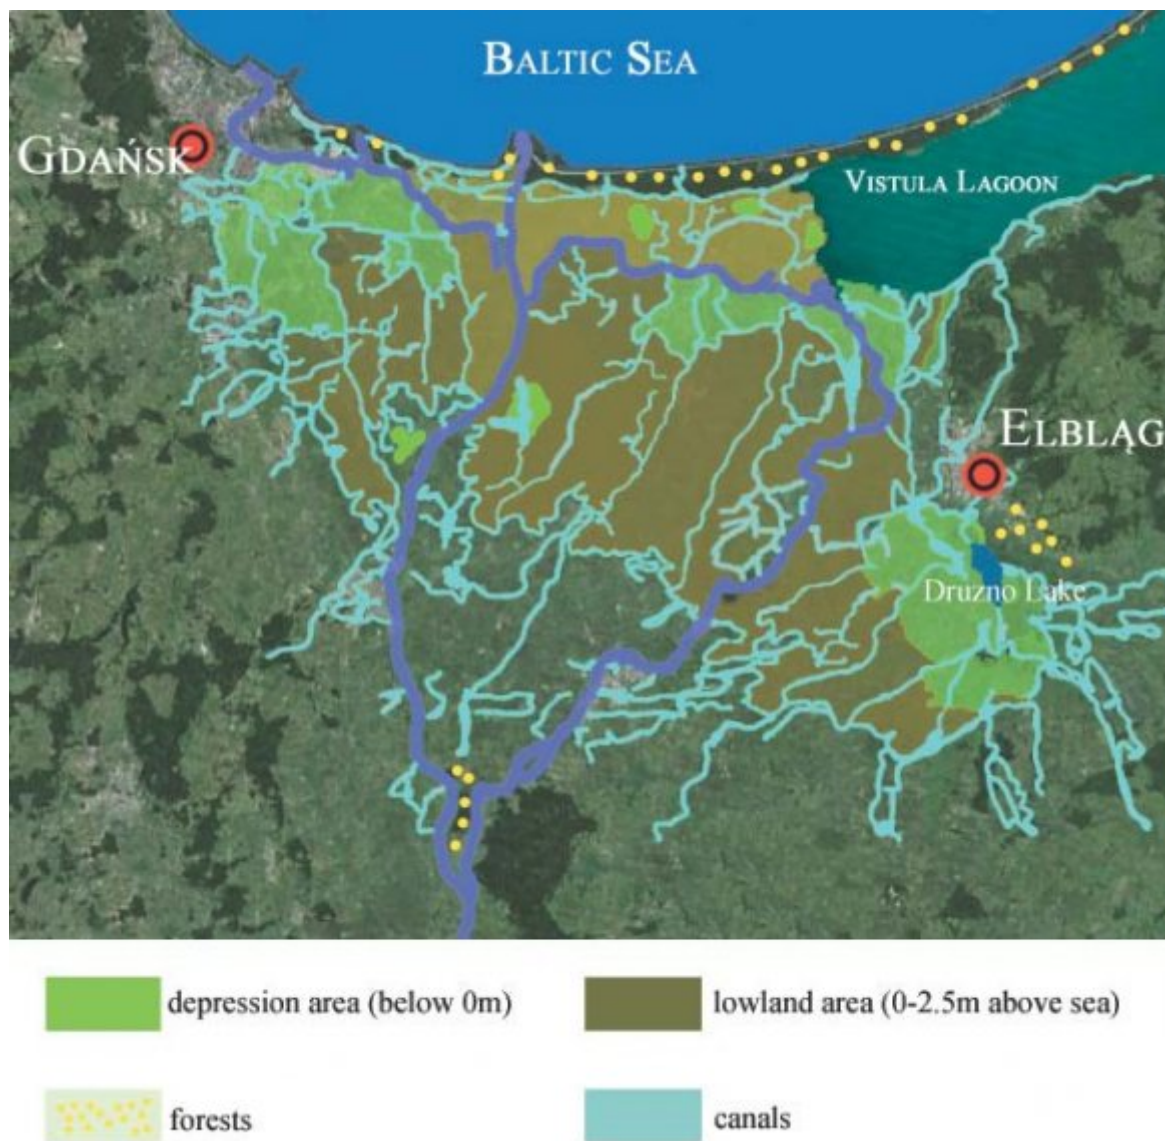 BALTIC SEA
GDAŃSK
VISTULA LAGOON
ELBLĄG
Druzno Lake
depression area (below 0m)
lowland area (0-2.5m above sea)
forests
canals